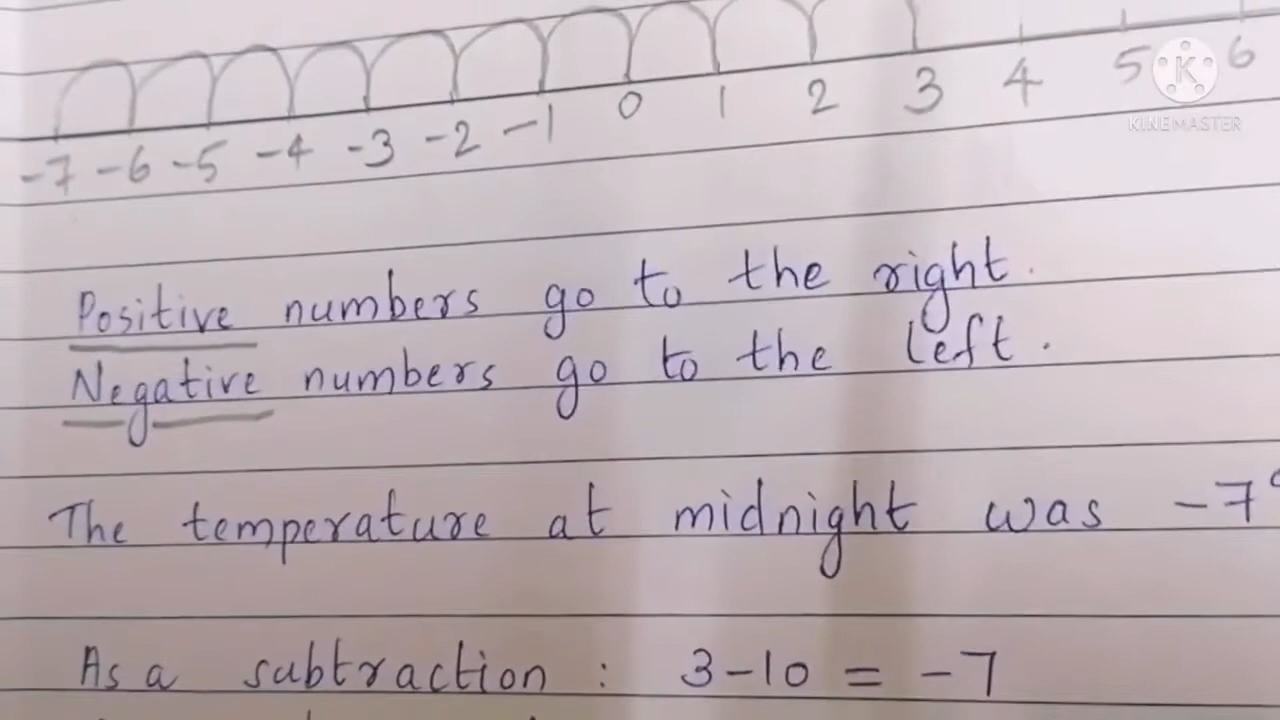 -7 -6 -5 -4 -3 -2 -1 0 1 2 3 4 5 6
KINEMASTER
Positive numbers go to the right.
Negative numbers go to the left.
The temperature at midnight was -7°
As a subtraction : 3-10 = -7